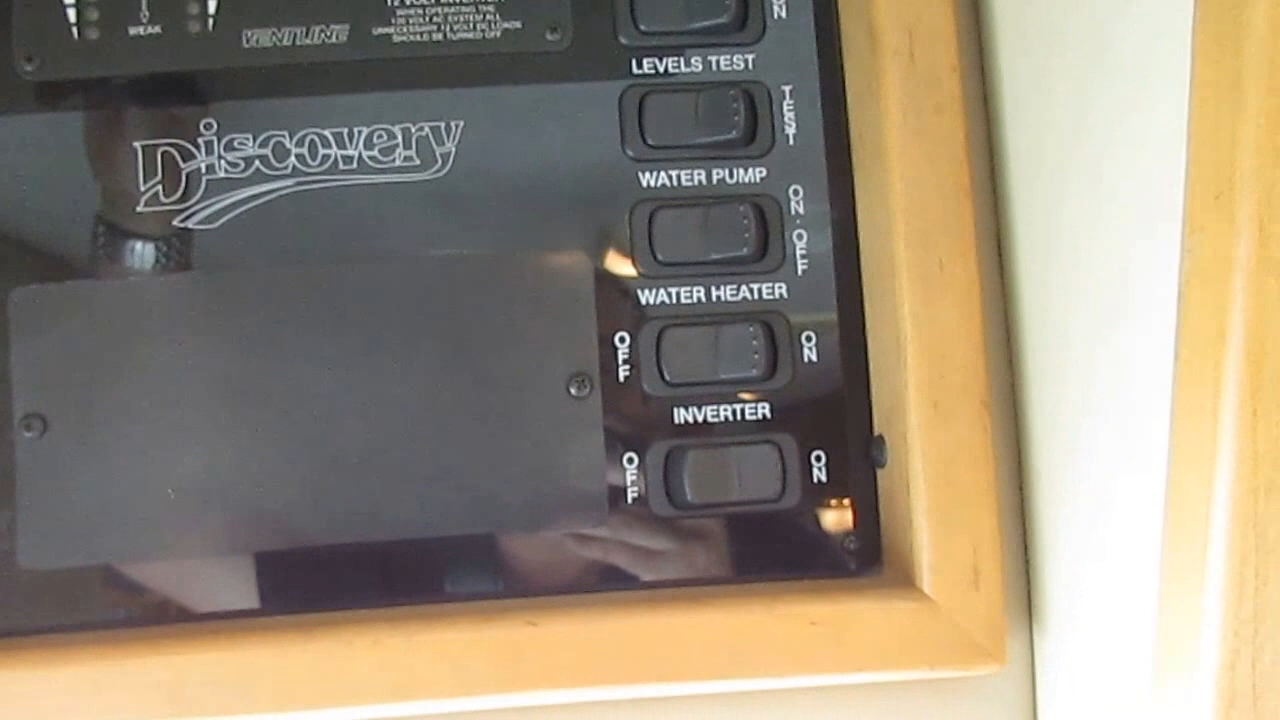 12 VOLT INVERTER
WHEN OPERATING THE
120 VOLT AC SYSTEM ALL
UNNECESSARY 12 VOLT DC LOADS
SHOULD BE TURNED OFF
WEAK
VENTLINE
ON
LEVELS TEST
TEST
Discovery
WATER PUMP
ON · OFF
WATER HEATER
OFF
ON
INVERTER
OFF
ON